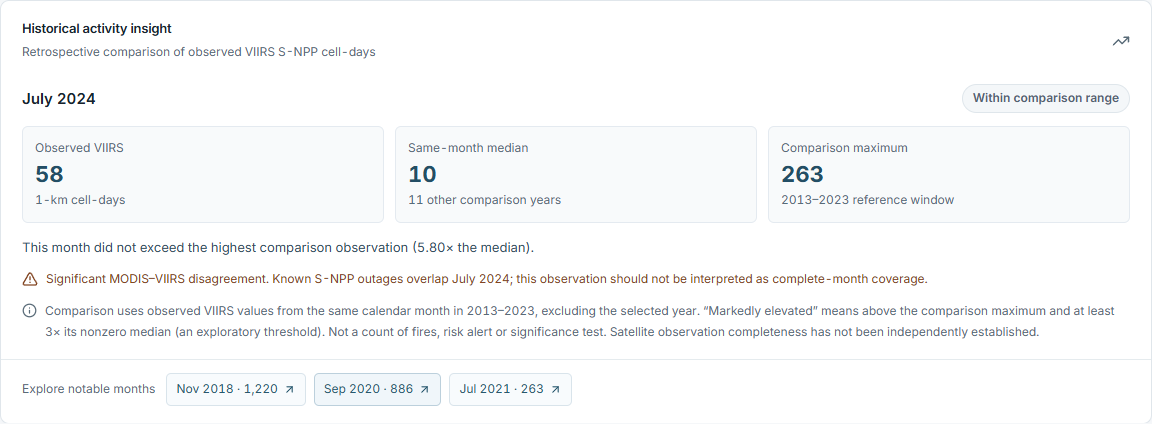 Historical activity insight
Retrospective comparison of observed VIIRS S-NPP cell-days
July 2024
Within comparison range
Observed VIIRS
58
1-km cell-days
Same-month median
10
11 other comparison years
Comparison maximum
263
2013–2023 reference window
This month did not exceed the highest comparison observation (5.80× the median).
Significant MODIS–VIIRS disagreement. Known S-NPP outages overlap July 2024; this observation should not be interpreted as complete-month coverage.
Comparison uses observed VIIRS values from the same calendar month in 2013–2023, excluding the selected year. “Markedly elevated” means above the comparison maximum and at least
3× its nonzero median (an exploratory threshold). Not a count of fires, risk alert or significance test. Satellite observation completeness has not been independently established.
Explore notable months
Nov 2018 · 1,220
Sep 2020 · 886
Jul 2021 · 263